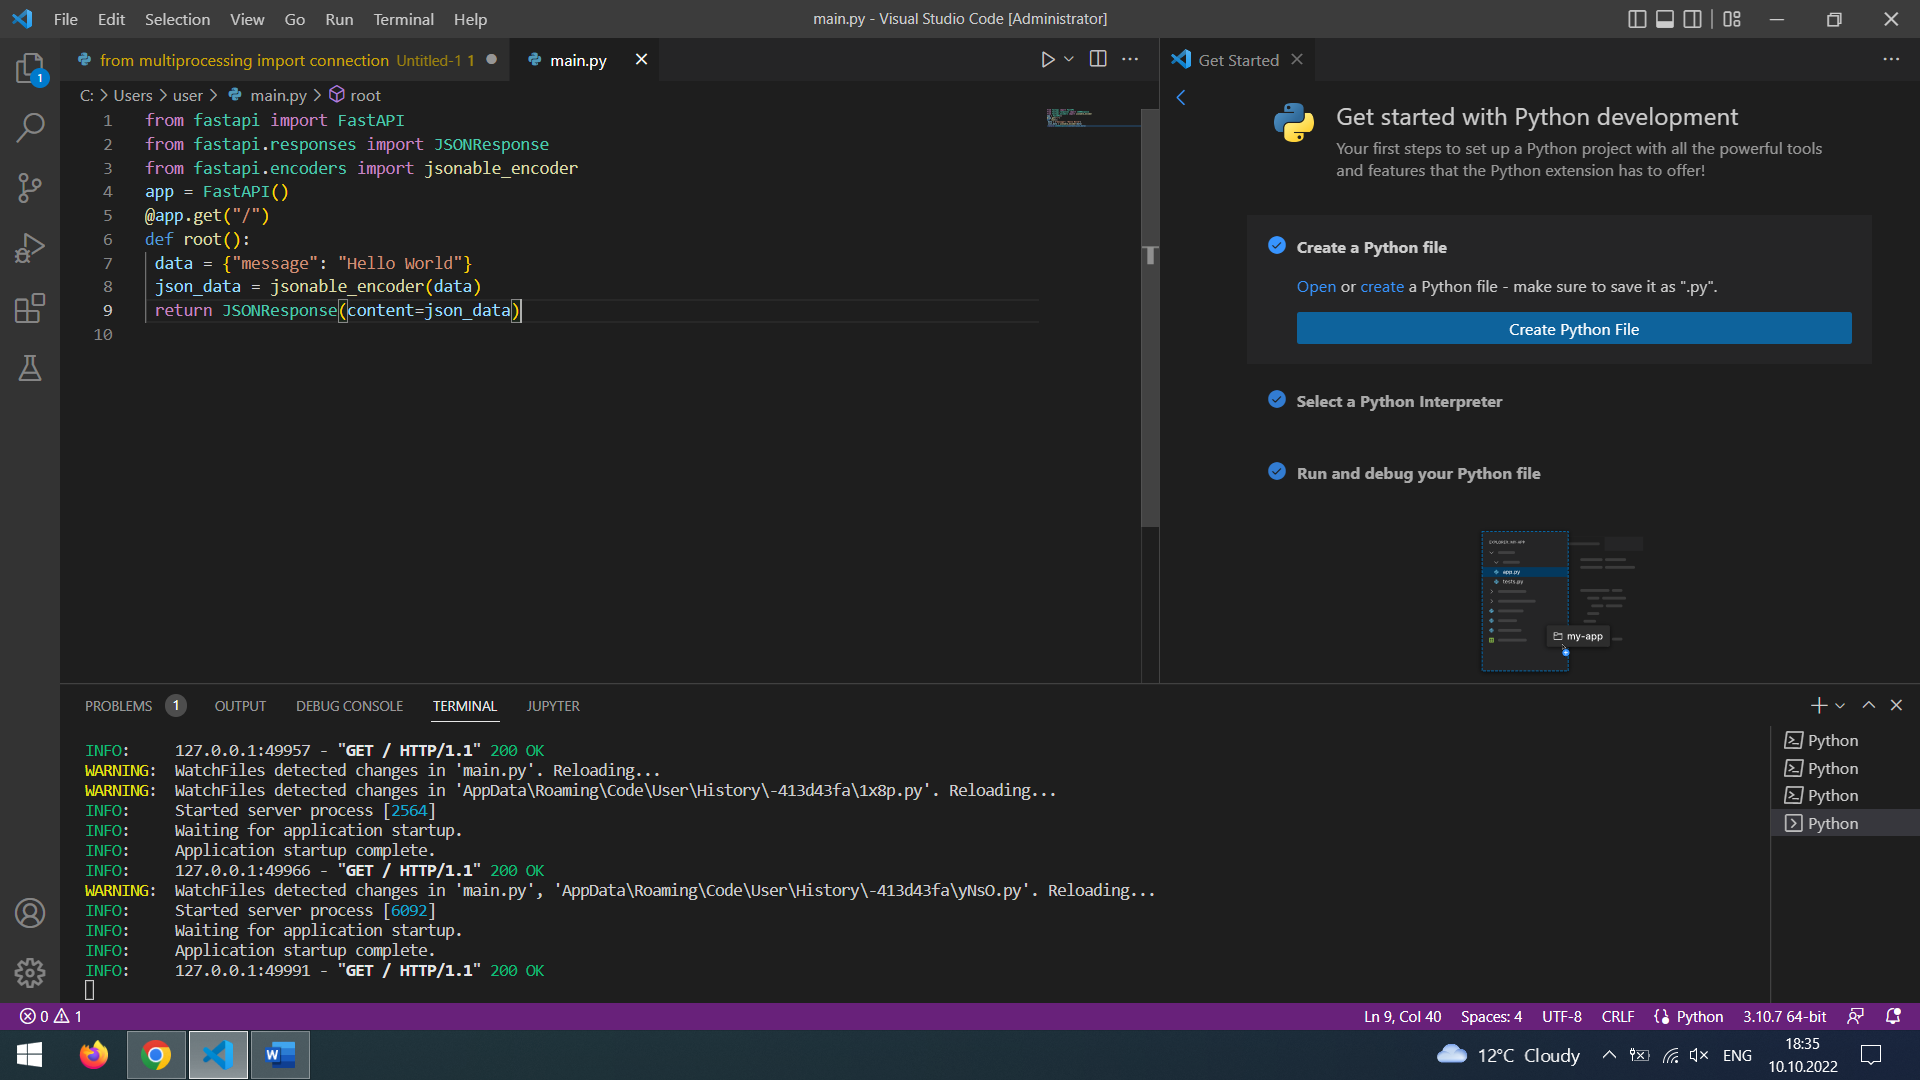 File Edit Selection View Go Run Terminal Help
main.py - Visual Studio Code [Administrator]
from multiprocessing import connection Untitled-1 1
main.py
Get Started
C: > Users > user > main.py > root
1 from fastapi import FastAPI
2 from fastapi.responses import JSONResponse
3 from fastapi.encoders import jsonable_encoder
4 app = FastAPI()
5 @app.get("/")
6 def root():
7 data = {"message": "Hello World"}
8 json_data = jsonable_encoder(data)
9 return JSONResponse(content=json_data)
10
Get started with Python development
Your first steps to set up a Python project with all the powerful tools
and features that the Python extension has to offer!
Create a Python file
Open or create a Python file - make sure to save it as ".py".
Create Python File
Select a Python Interpreter
Run and debug your Python file
EXPLORER: MY-APP
app.py
tests.py
my-app
PROBLEMS 1 OUTPUT DEBUG CONSOLE TERMINAL JUPYTER
INFO: 127.0.0.1:49957 - "GET / HTTP/1.1" 200 OK
WARNING: WatchFiles detected changes in 'main.py'. Reloading...
WARNING: WatchFiles detected changes in 'AppData\Roaming\Code\User\History\-413d43fa\1x8p.py'. Reloading...
INFO: Started server process [2564]
INFO: Waiting for application startup.
INFO: Application startup complete.
INFO: 127.0.0.1:49966 - "GET / HTTP/1.1" 200 OK
WARNING: WatchFiles detected changes in 'main.py', 'AppData\Roaming\Code\User\History\-413d43fa\yNsO.py'. Reloading...
INFO: Started server process [6092]
INFO: Waiting for application startup.
INFO: Application startup complete.
INFO: 127.0.0.1:49991 - "GET / HTTP/1.1" 200 OK
Python
Python
Python
Python
1
0 1
Ln 9, Col 40 Spaces: 4 UTF-8 CRLF Python 3.10.7 64-bit
12°C Cloudy ENG
18:35
10.10.2022